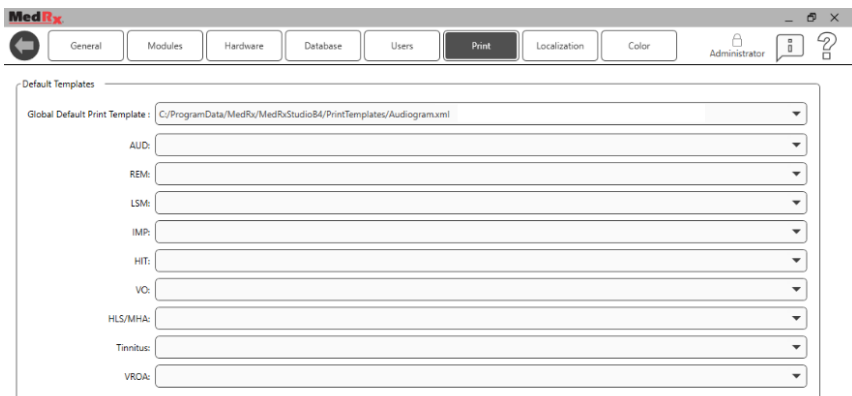 MedRx
General Modules Hardware Database Users Print Localization Color Administrator i ?
Default Templates
Global Default Print Template : C:/ProgramData/MedRx/MedRxStudio84/PrintTemplates/Audiogram.xml
AUD:
REM:
LSM:
IMP:
HIT:
VO:
HLS/MHA:
Tinnitus:
VROA: